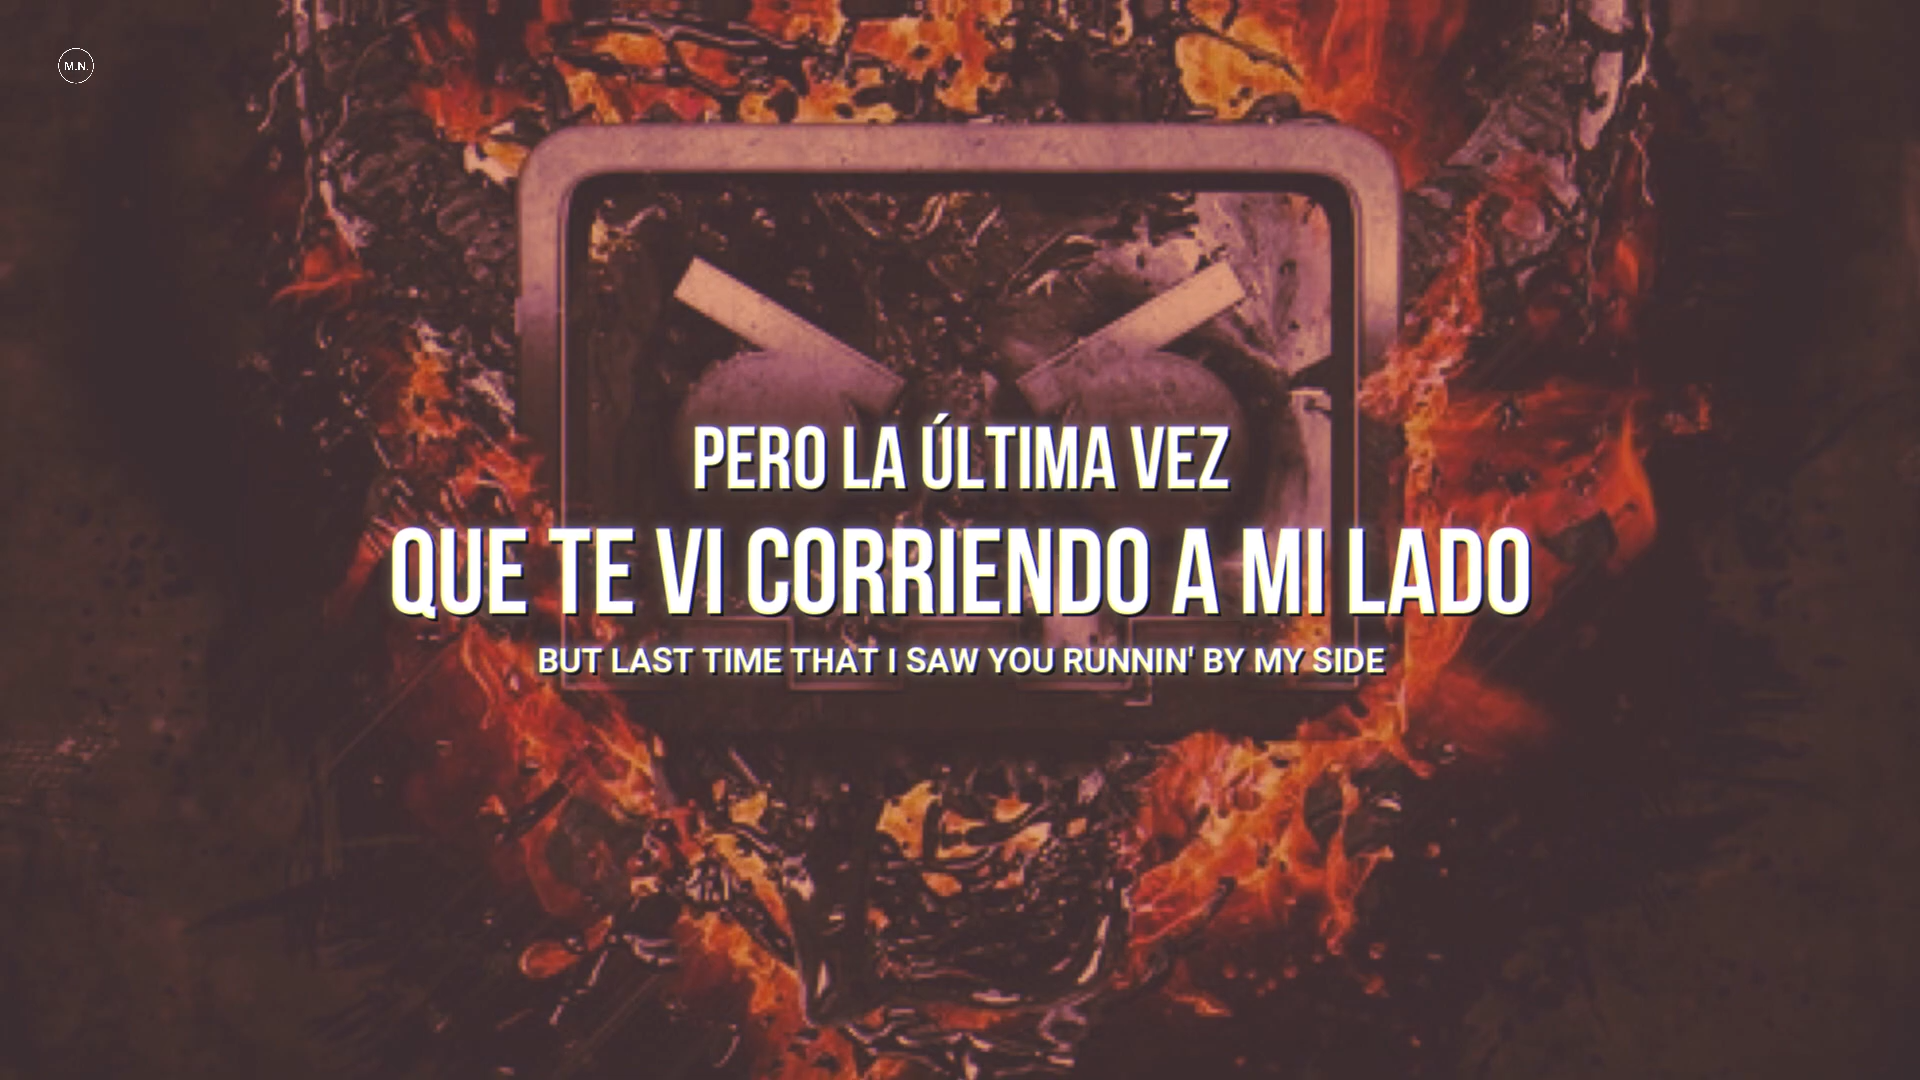 M.N.
PERO LA ÚLTIMA VEZ
QUE TE VI CORRIENDO A MI LADO
BUT LAST TIME THAT I SAW YOU RUNNIN' BY MY SIDE